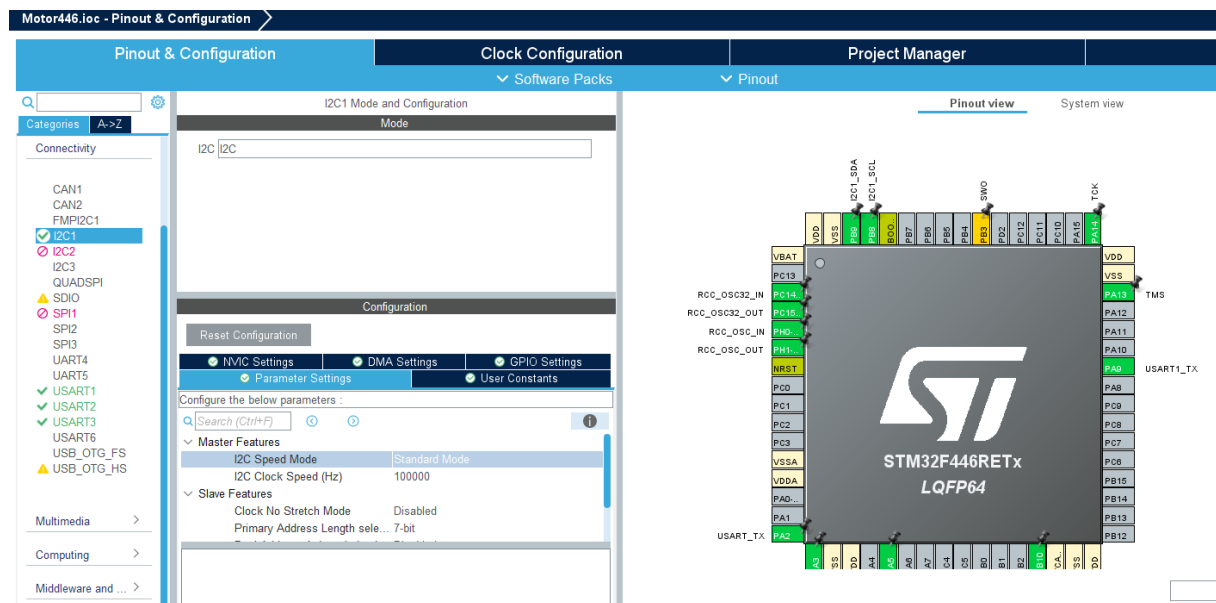 Motor446.ioc - Pinout & Configuration
Pinout & Configuration
Clock Configuration
Project Manager
Software Packs
Pinout
Categories
A->Z
Connectivity
CAN1
CAN2
FMPI2C1
I2C1
I2C2
I2C3
QUADSPI
SDIO
SPI1
SPI2
SPI3
UART4
UART5
USART1
USART2
USART3
USART6
USB_OTG_FS
USB_OTG_HS
Multimedia
Computing
Middleware and ...
I2C1 Mode and Configuration
Mode
I2C I2C
Configuration
Reset Configuration
NVIC Settings
DMA Settings
GPIO Settings
Parameter Settings
User Constants
Configure the below parameters :
Search (Ctrl+F)
Master Features
I2C Speed Mode Standard Mode
I2C Clock Speed (Hz) 100000
Slave Features
Clock No Stretch Mode Disabled
Primary Address Length sele... 7-bit
Pinout view
System view
I2C1_SDA
I2C1_SCL
SWO
TCK
VDD
VSS
PB9
PB8
BOO..
PB7
PB6
PB5
PB4
PB3
PD2
PC12
PC11
PC10
PA15
PA14..
VBAT
PC13
RCC_OSC32_IN PC14..
RCC_OSC32_OUT PC15..
RCC_OSC_IN PH0-..
RCC_OSC_OUT PH1-..
NRST
PC0
PC1
PC2
PC3
VSSA
VDDA
PA0-..
PA1
USART_TX PA2
STM32F446RETx
LQFP64
VDD
VSS
PA13 TMS
PA12
PA11
PA10
PA9 USART1_TX
PA8
PC9
PC8
PC7
PC6
PB15
PB14
PB13
PB12